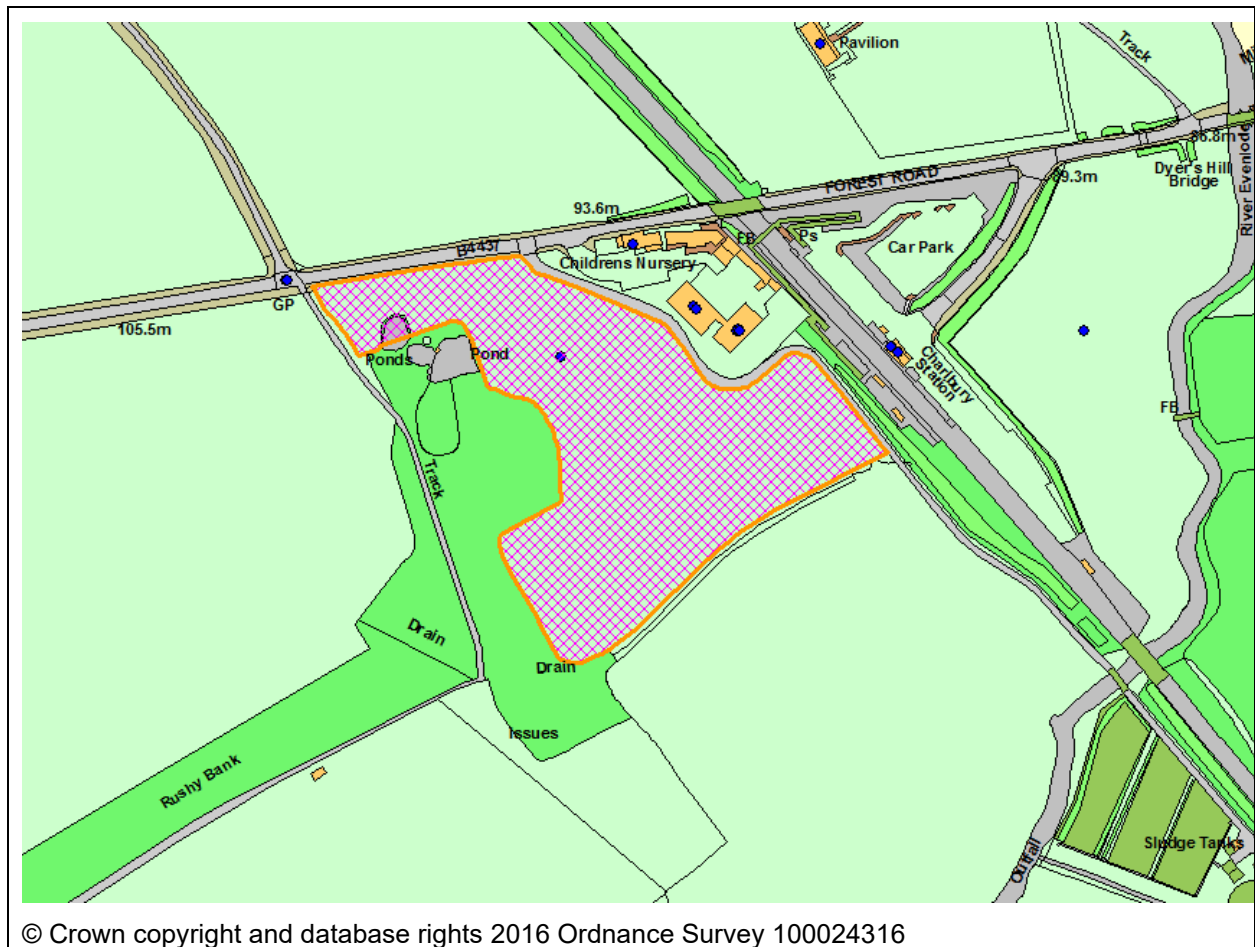 Pavilion
Track
86.8m
Dyer's Hill
Bridge
River Evenlode
FOREST ROAD
89.3m
93.6m
B4437
FB
Ps
Car Park
Childrens Nursery
GP
105.5m
Ponds
Pond
Charlbury
Station
FB
Track
Drain
Drain
Issues
Rushy Bank
Sludge Tanks
Outfall
© Crown copyright and database rights 2016 Ordnance Survey 100024316